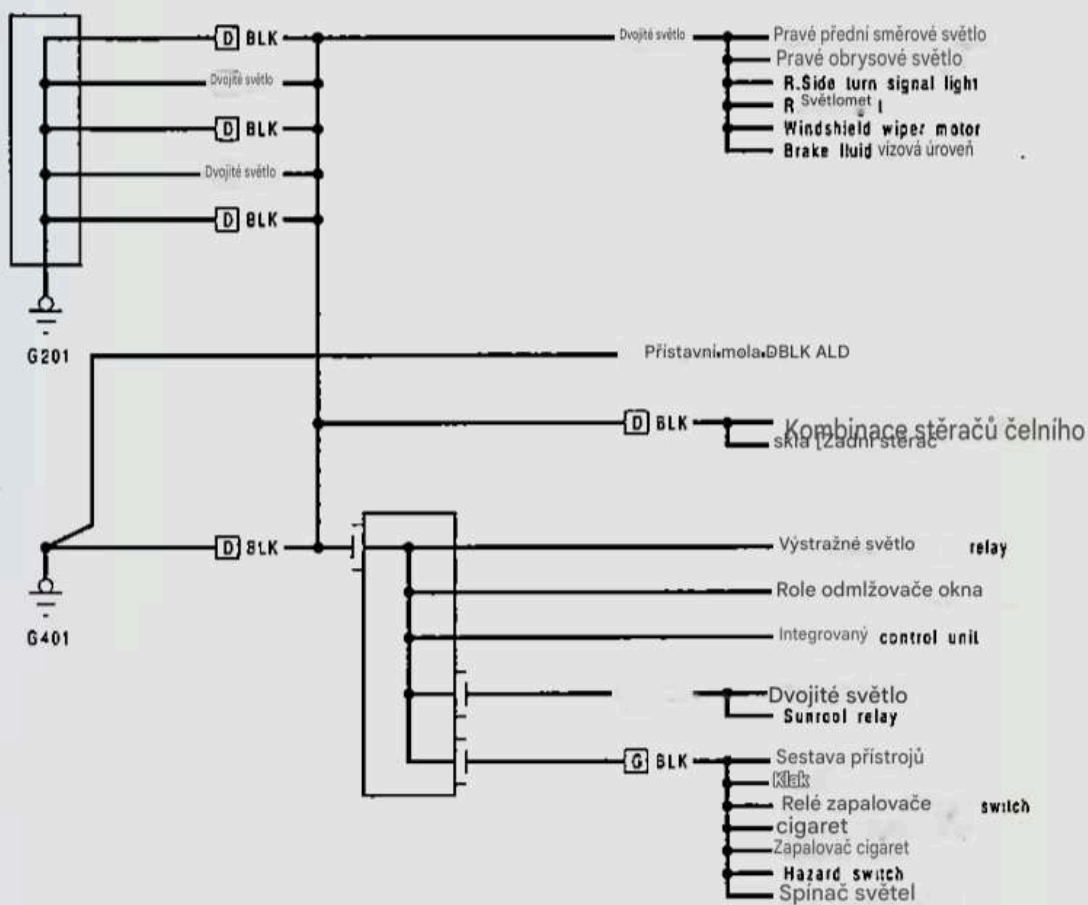 D BLK
Dvojité světlo
Pravé přední směrové světlo
Pravé obrysové světlo
Dvojité světlo
R.Side turn signal light
R Světlomet l
D BLK
Windshield wiper motor
Brake fluid vízová úroveň
Dvojité světlo
D BLK
G201
Přístavní.mola.DBLK ALD
D BLK
Kombinace stěračů čelního
skla [Zadní stěrač
D BLK
Výstražné světlo relay
Role odmlžovače okna
G401
Integrovaný control unit
Dvojité světlo
Sunroof relay
G BLK
Sestava přístrojů
Klak
Relé zapalovače switch
cigaret
Zapalovač cigaret
Hazard switch
Spínač světel